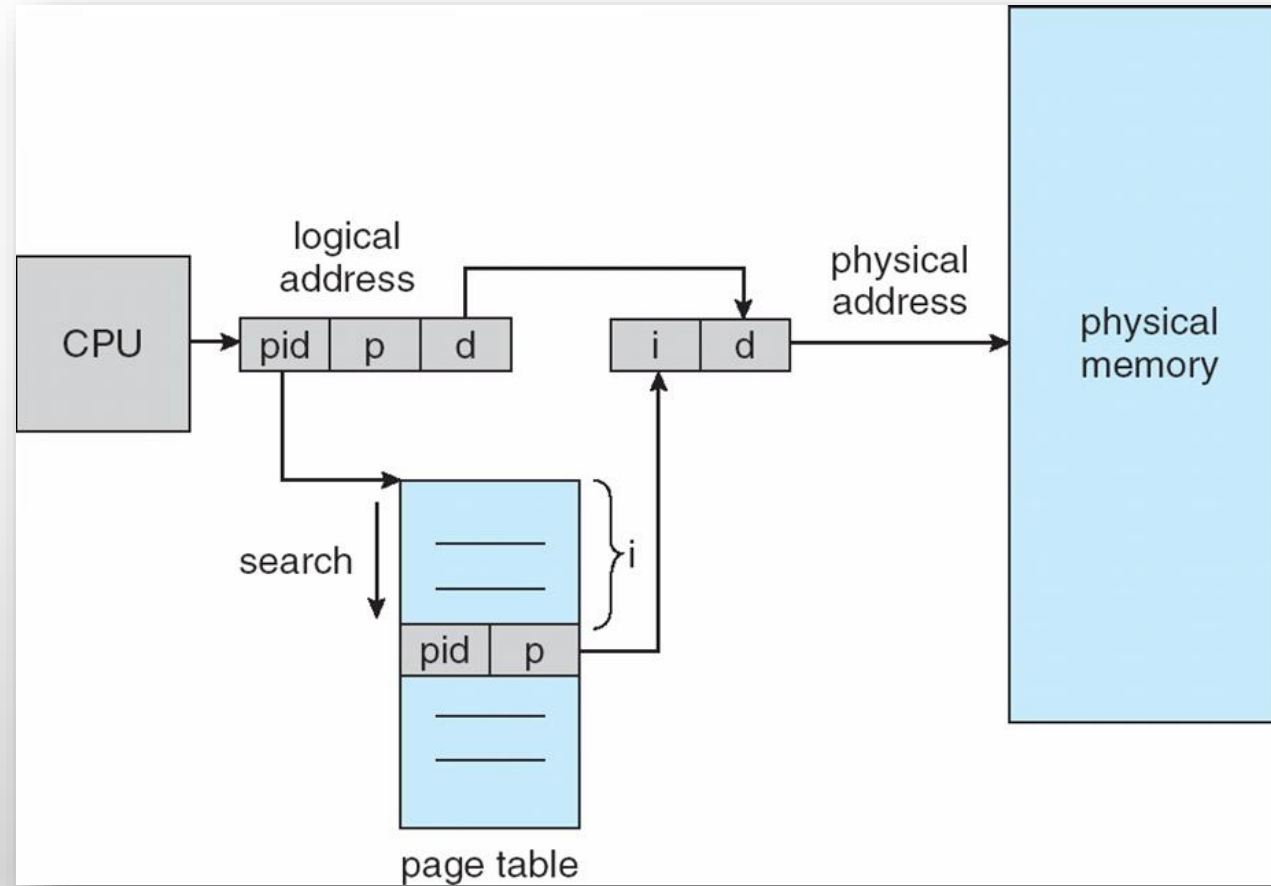 logical
address
physical
address
CPU
pid p d
i d
physical
memory
search
i
pid p
page table